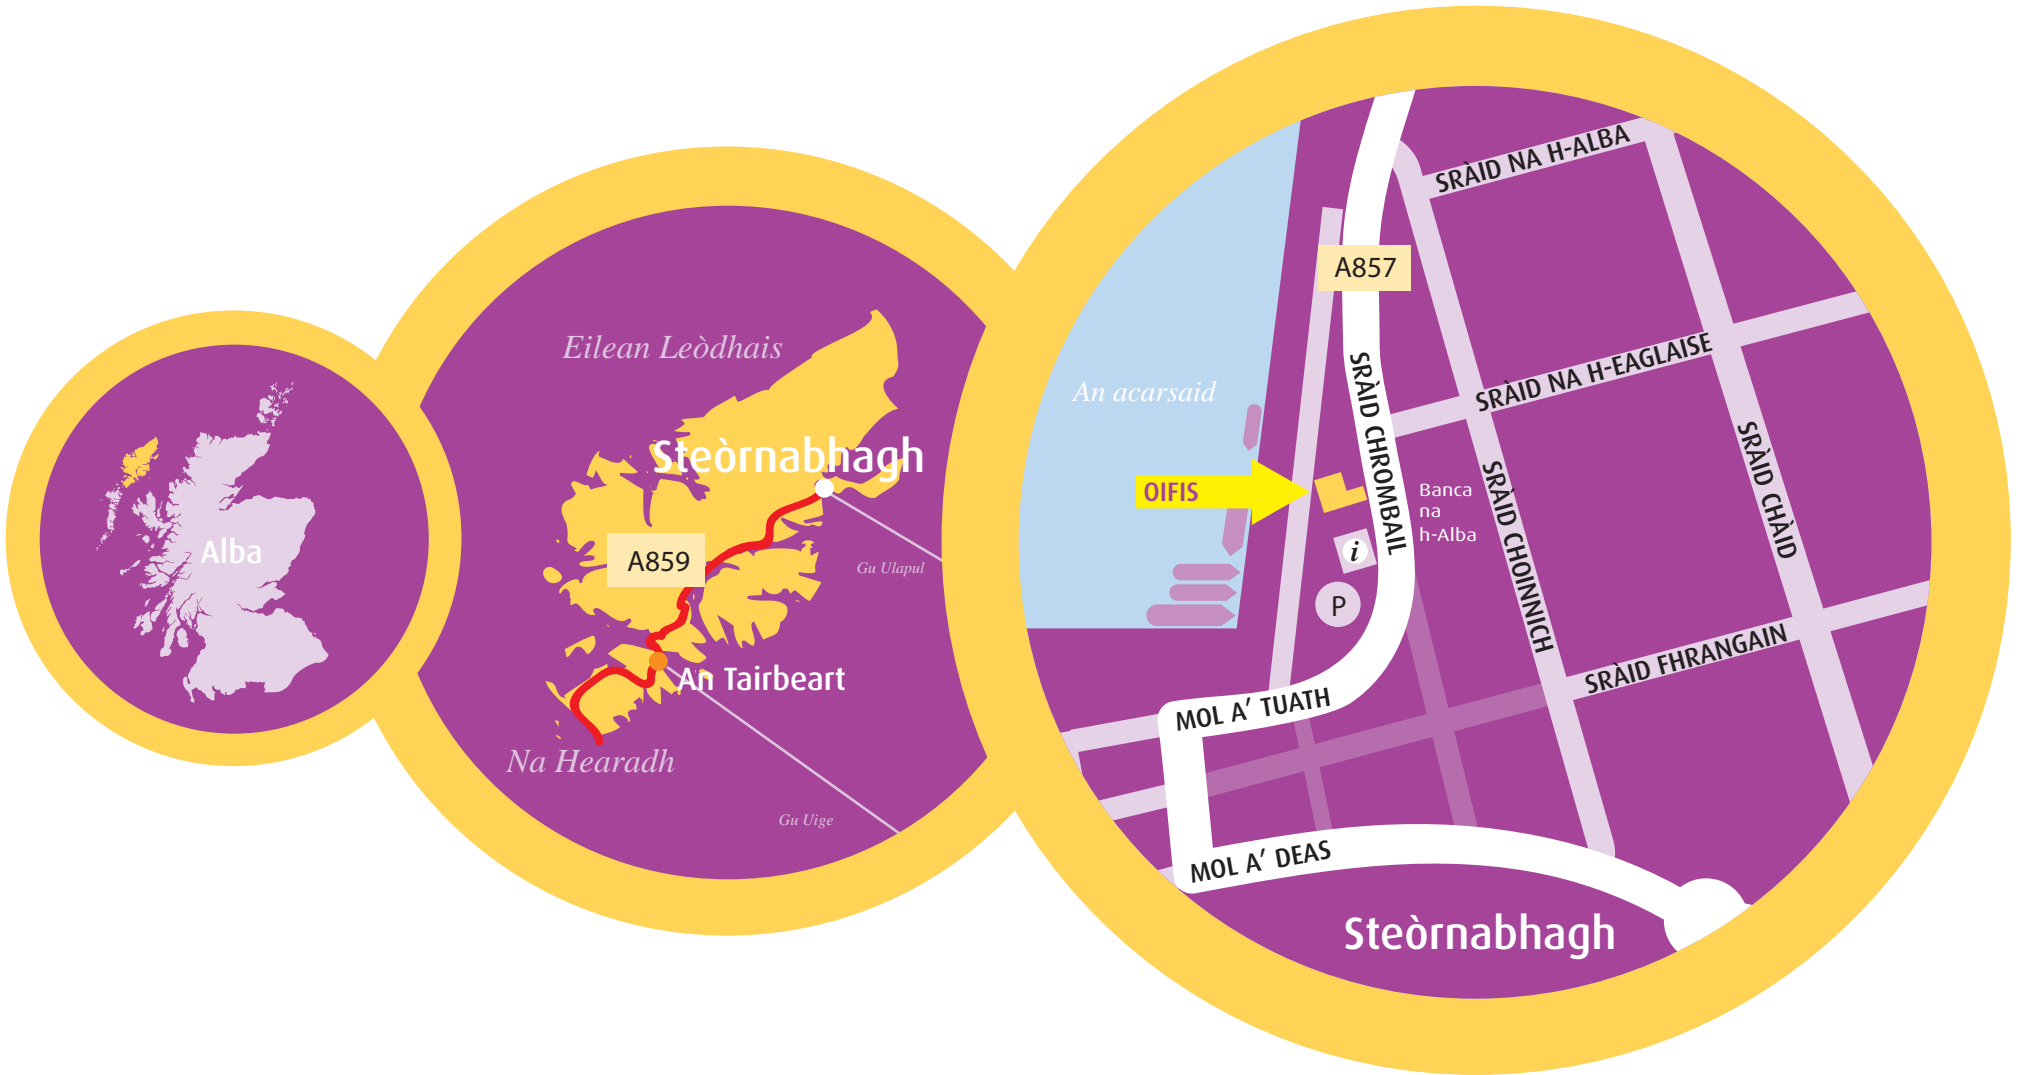 Alba
Eilean Leòdhais
Steòrnabhagh
A859
Gu Ulapul
An Tairbeart
Na Hearadh
Gu Uige
SRÀID NA H-ALBA
A857
SRÀID NA H-EAGLAISE
An acarsaid
SRÀID CHROMBAIL
SRÀID CHOINNICH
SRÀID CHÀID
OIFIS
Banca
na
h-Alba
i
P
SRÀID FHRANGAIN
MOL A’ TUATH
MOL A’ DEAS
Steòrnabhagh